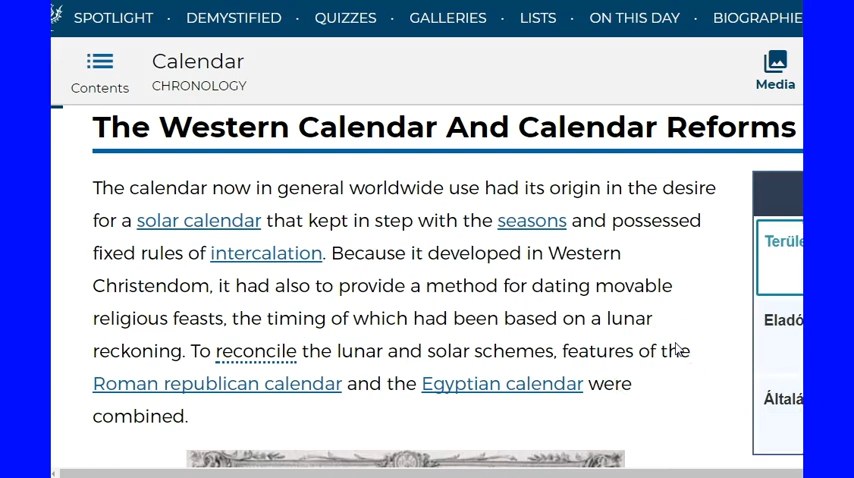 SPOTLIGHT · DEMYSTIFIED · QUIZZES · GALLERIES · LISTS · ON THIS DAY ·
Calendar
Contents
CHRONOLOGY
Media
The Western Calendar And Calendar Reforms
The calendar now in general worldwide use had its origin in the desire
for a solar calendar that kept in step with the seasons and possessed
fixed rules of intercalation. Because it developed in Western
Christendom, it had also to provide a method for dating movable
religious feasts, the timing of which had been based on a lunar
reckoning. To reconcile the lunar and solar schemes, features of the
Roman republican calendar and the Egyptian calendar were
combined.